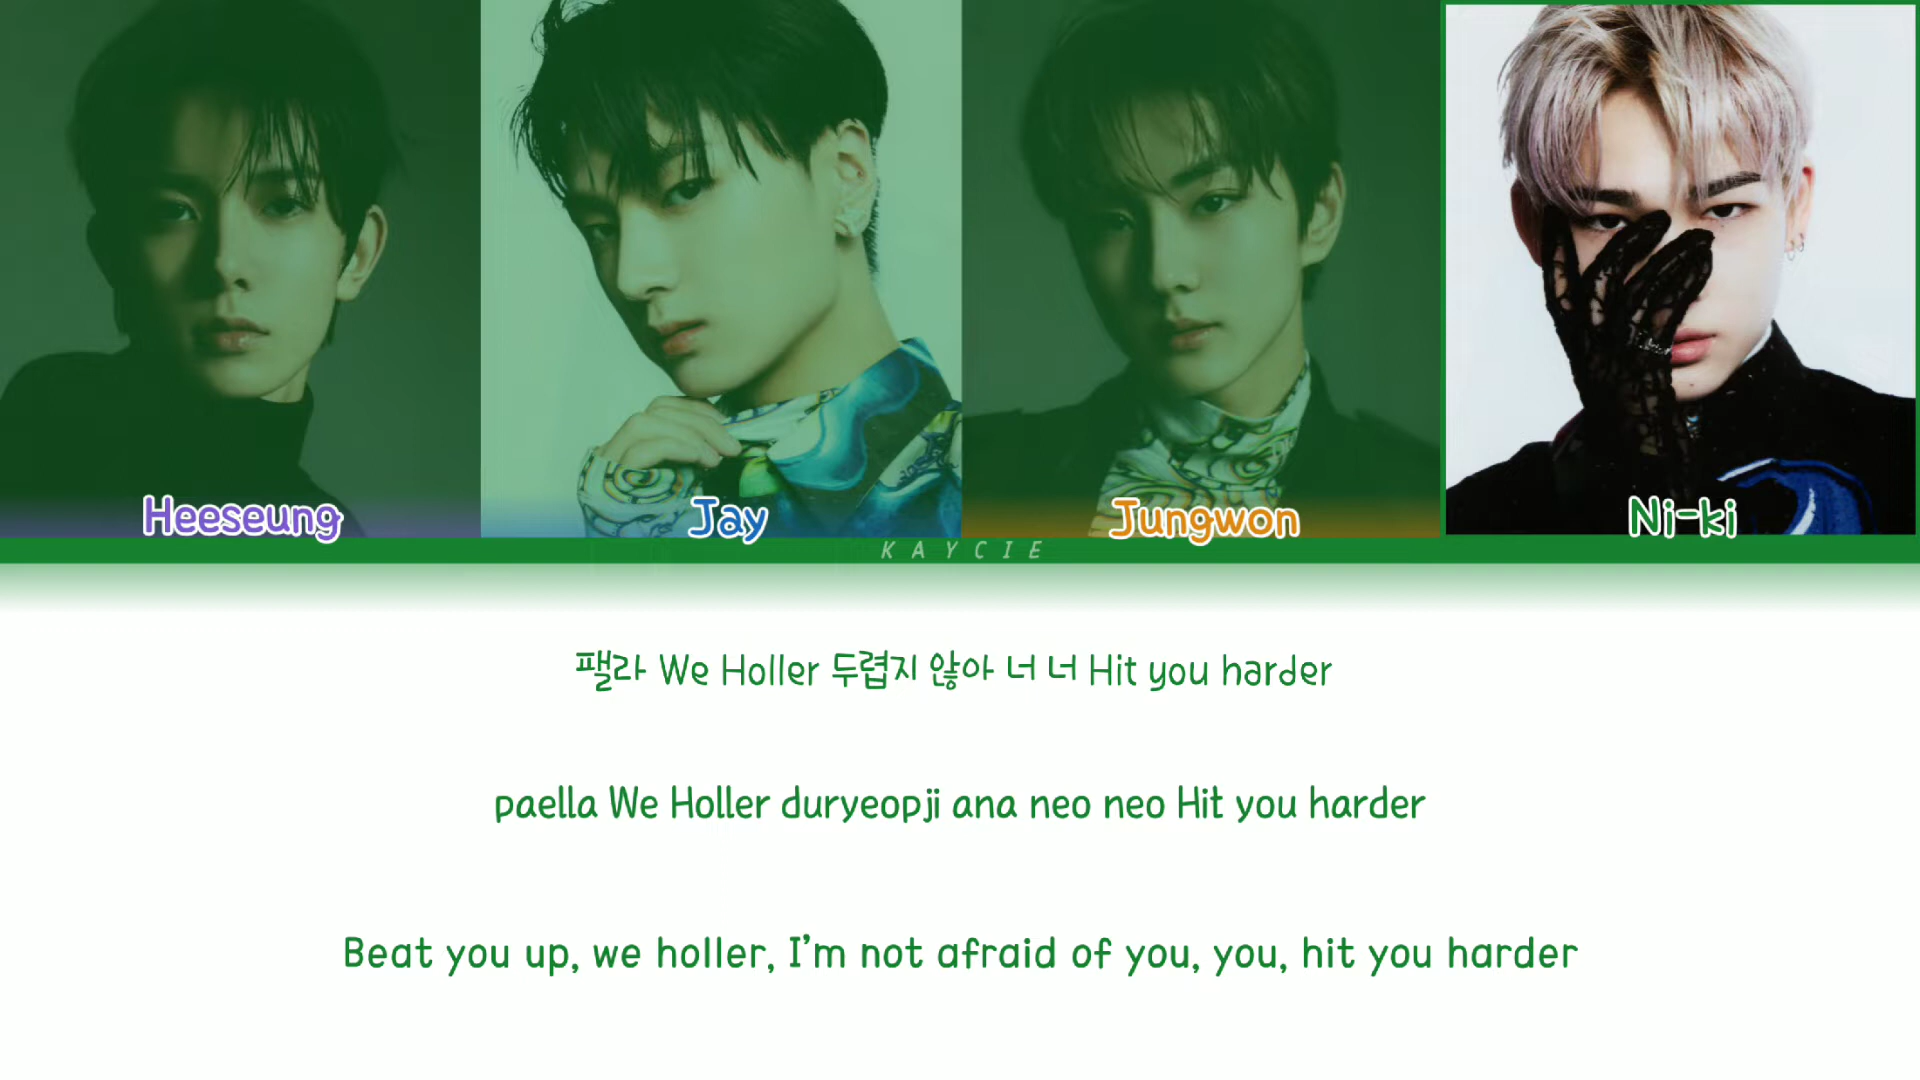 Heeseung
Jay
Jungwon
Ni-ki
KAYCIE
팰라 We Holler 두렵지 않아 너 너 Hit you harder
paella We Holler duryeopji ana neo neo Hit you harder
Beat you up, we holler, I'm not afraid of you, you, hit you harder